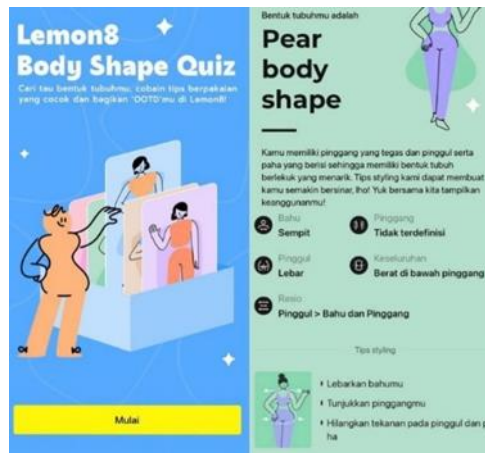 Lemon8
Body Shape Quiz
Cari tau bentuk tubuhmu, cobain tips berpakaian
yang cocok dan bagikan 'OOTD'mu di Lemon8!
Mulai
Bentuk tubuhmu adalah
Pear
body
shape
Kamu memiliki pinggang yang tegas dan pinggul serta
paha yang berisi sehingga memiliki bentuk tubuh
berlekuk yang menarik. Tips styling kami dapat membuat
kamu semakin bersinar, lho! Yuk bersama kita tampilkan
keanggunanmu!
Bahu
Sempit
Pinggang
Tidak terdefinisi
Pinggul
Lebar
Keseluruhan
Berat di bawah pinggang
Rasio
Pinggul > Bahu dan Pinggang
Tips styling
Lebarkan bahumu
Tunjukkan pinggangmu
Hilangkan tekanan pada pinggul dan p
ha